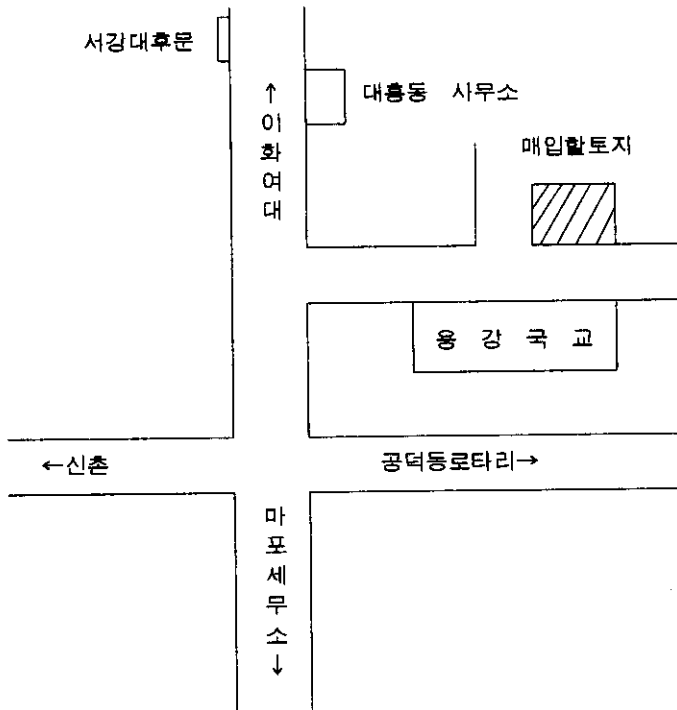 서강대후문
대흥동 사무소
↑이화여대
매입할토지
용강국교
←신촌
공덕동로타리→
마포세무소↓